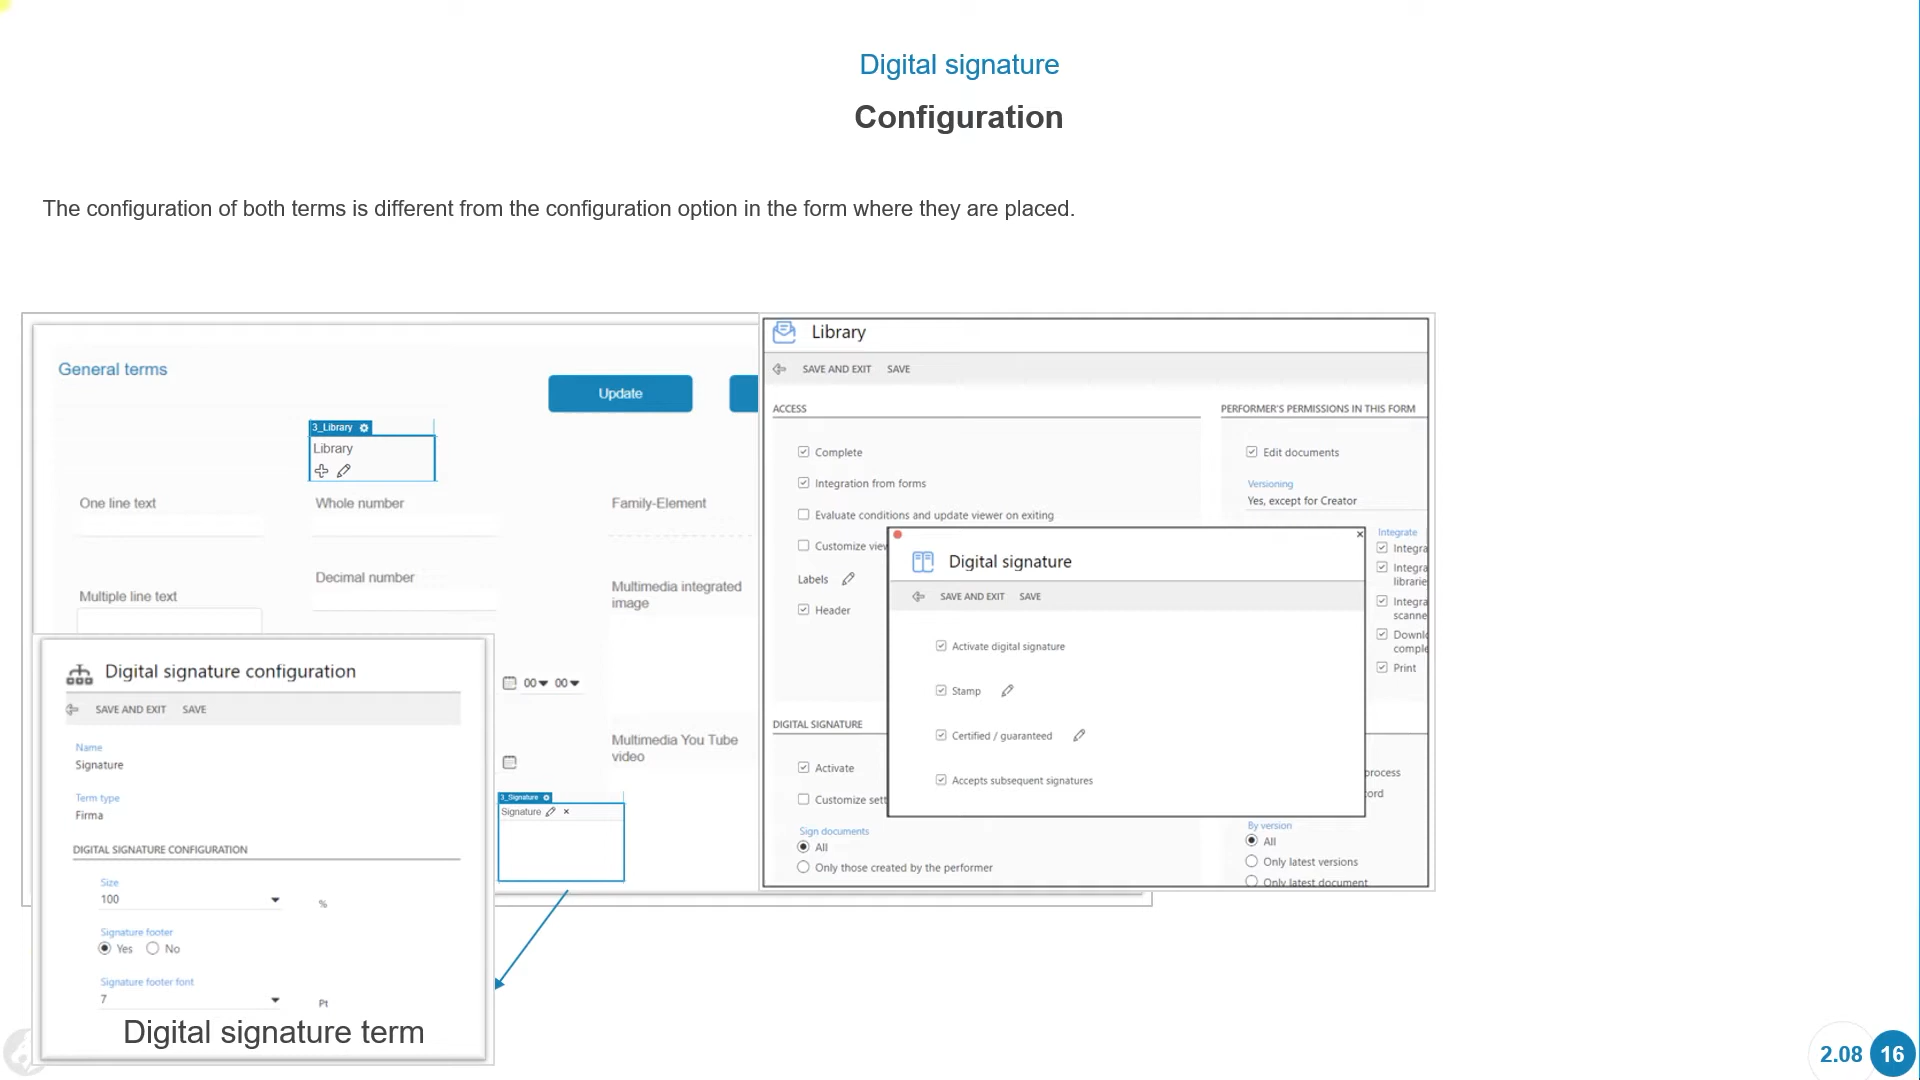 Digital signature
Configuration
The configuration of both terms is different from the configuration option in the form where they are placed.
General terms
Update
3_Library
Library
One line text
Whole number
Family-Element
Decimal number
Multiple line text
Multimedia integrated
image
00 00
Multimedia You Tube
video
3_Signature
Signature
Digital signature configuration
SAVE AND EXIT SAVE
Name
Signature
Term type
Firma
DIGITAL SIGNATURE CONFIGURATION
Size
100 %
Signature footer
Yes No
Signature footer font
7 Pt
Digital signature term
Library
SAVE AND EXIT SAVE
ACCESS
Complete
Integration from forms
Evaluate conditions and update viewer on exiting
Customize
Labels
Header
DIGITAL SIGNATURE
Activate
Customize
Sign documents
All
Only those created by the performer
PERFORMER'S PERMISSIONS IN THIS FORM
Edit documents
Versioning
Yes, except for Creator
Integrate
Print
By version
All
Only latest versions
Only latest document
Digital signature
SAVE AND EXIT SAVE
Activate digital signature
Stamp
Certified / guaranteed
Accepts subsequent signatures
2.08 16